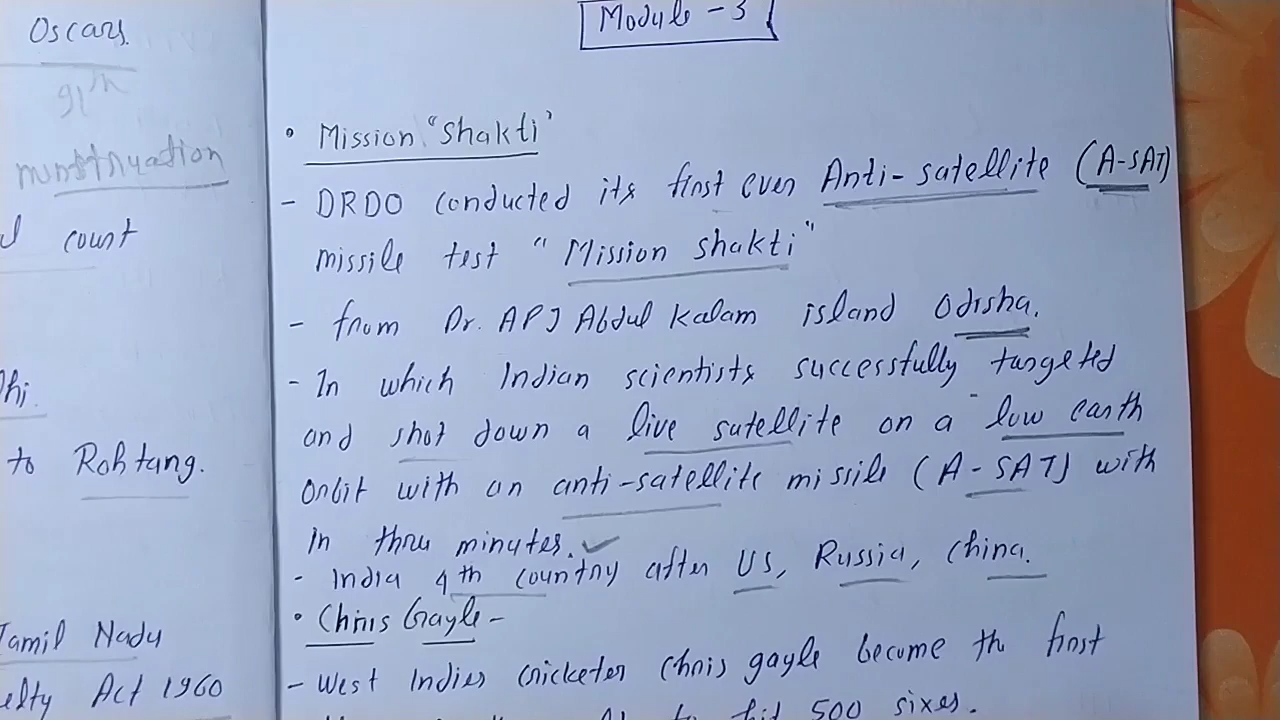 Oscars.
91th
menstruation
count
to Rohtang.
Tamil Nadu
Act 1960
Module - 3
• Mission "Shakti"
- DRDO conducted its first ever Anti-satellite (A-SAT)
missile test "Mission Shakti"
- from Dr. APJ Abdul Kalam island Odisha.
- In which Indian scientists successfully targeted
and shot down a live satellite on a low earth
orbit with an anti-satellite missile (A-SAT) with
in three minutes.
- India 4th country after US, Russia, China.
• Chris Gayle -
- West Indies cricketer Chris gayle become the first
to hit 500 sixes.